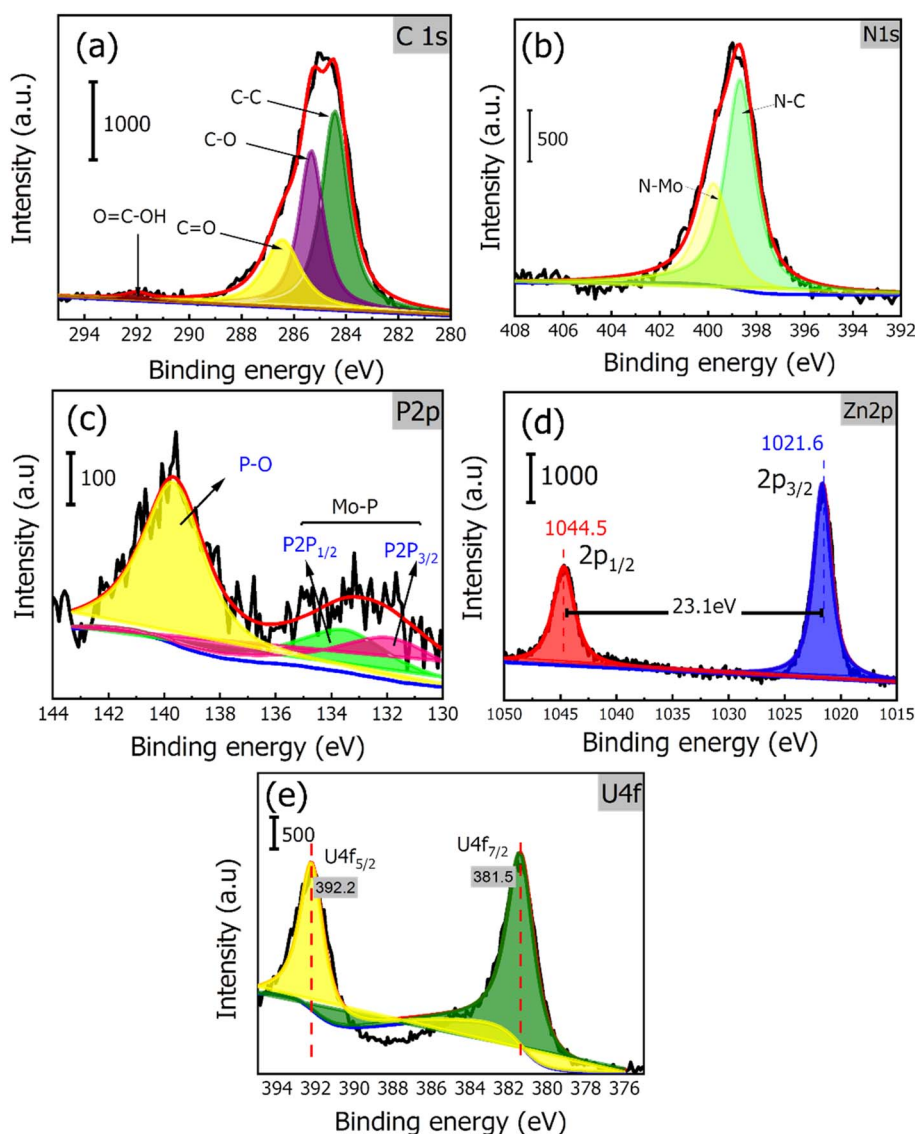 (a)
C 1s
1000
C-C
C-O
O=C-OH
C=O
Intensity (a.u.)
294 292 290 288 286 284 282 280
Binding energy (eV)
(b)
N1s
500
N-C
N-Mo
Intensity (a.u.)
408 406 404 402 400 398 396 394 392
Binding energy (eV)
(c)
P2p
100
P-O
Mo-P
P2P1/2
P2P3/2
Intensity (a.u)
144 142 140 138 136 134 132 130
Binding energy (eV)
(d)
Zn2p
1000
1021.6
2p3/2
1044.5
2p1/2
23.1eV
Intensity (a.u)
1050 1045 1040 1035 1030 1025 1020 1015
Binding energy (eV)
(e)
U4f
500
U4f5/2
392.2
U4f7/2
381.5
Intensity (a.u)
394 392 390 388 386 384 382 380 378 376
Binding energy (eV)